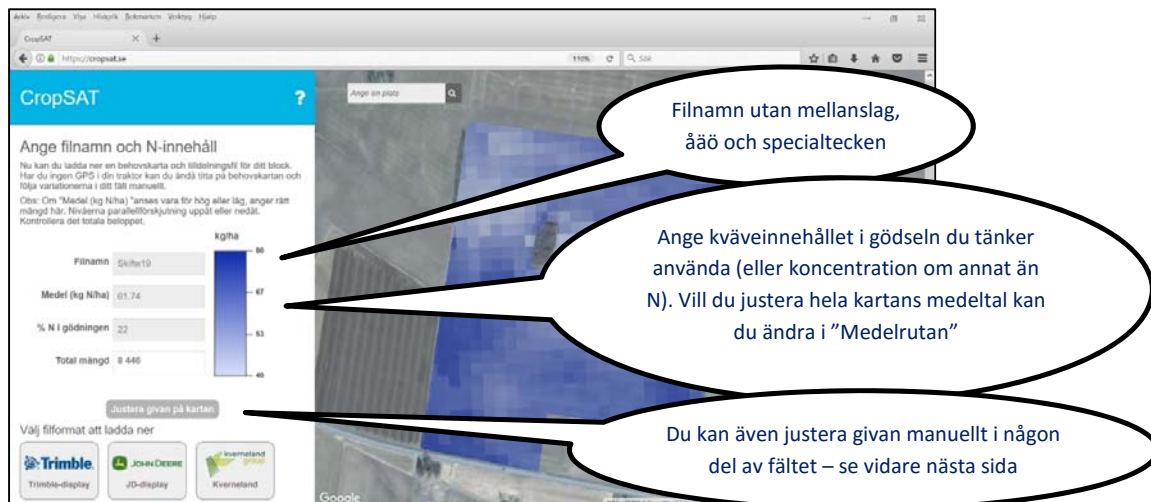 Arkiv Redigera Visa Historik Bokmärken Verktyg Hjälp
CropSAT
https://cropsat.se
110%
Sök
CropSAT
?
Ange en plats
Ange filnamn och N-innehåll
Nu kan du ladda ner en behovskarta och tilldelningsfil för ditt block.
Har du ingen GPS i din traktor kan du ändå titta på behovskartan och
följa variationerna i ditt fält manuellt.
Obs: Om "Medel (kg N/ha) "anses vara för hög eller låg, anger rätt
mängd här. Nivåerna parallellförskjutning uppåt eller nedåt.
Kontrollera det totala beloppet.
kg/ha
Filnamn Skifte19
Medel (kg N/ha) 61.74
% N i gödningen 22
Total mängd 8 446
80
67
53
40
Justera givan på kartan
Välj filformat att ladda ner
Trimble.
Trimble-display
JOHN DEERE
JD-display
kverneland
group
Kverneland
Google
Filnamn utan mellanslag,
åäö och specialtecken
Ange kväveinnehållet i gödseln du tänker
använda (eller koncentration om annat än
N). Vill du justera hela kartans medeltal kan
du ändra i ”Medelrutan”
Du kan även justera givan manuellt i någon
del av fältet – se vidare nästa sida